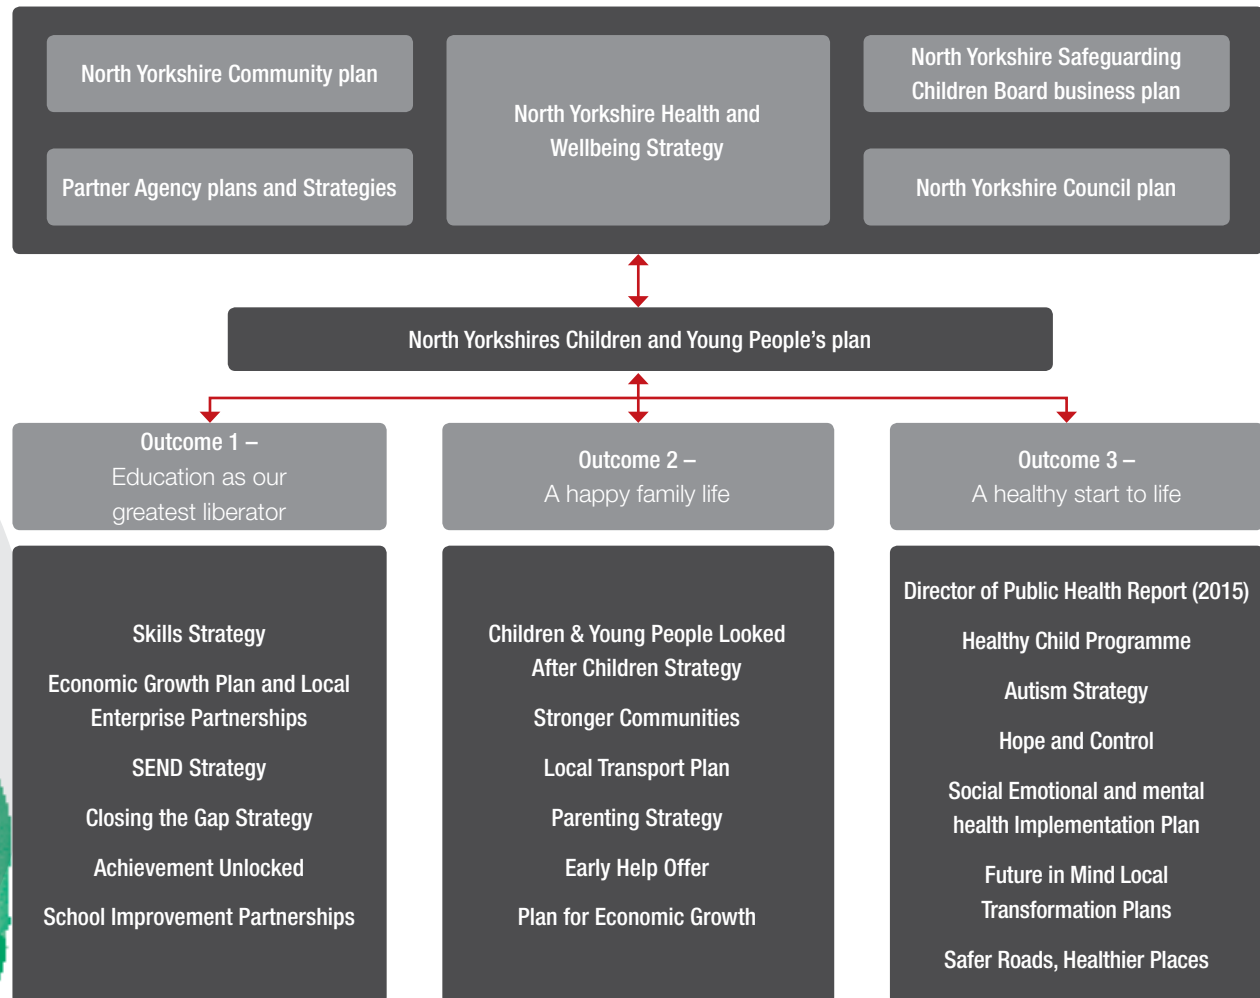 North Yorkshire Community plan
Partner Agency plans and Strategies
North Yorkshire Health and
Wellbeing Strategy
North Yorkshire Safeguarding
Children Board business plan
North Yorkshire Council plan
North Yorkshires Children and Young People’s plan
Outcome 1 –
Education as our
greatest liberator
Skills Strategy
Economic Growth Plan and Local
Enterprise Partnerships
SEND Strategy
Closing the Gap Strategy
Achievement Unlocked
School Improvement Partnerships
Outcome 2 –
A happy family life
Children & Young People Looked
After Children Strategy
Stronger Communities
Local Transport Plan
Parenting Strategy
Early Help Offer
Plan for Economic Growth
Outcome 3 –
A healthy start to life
Director of Public Health Report (2015)
Healthy Child Programme
Autism Strategy
Hope and Control
Social Emotional and mental
health Implementation Plan
Future in Mind Local
Transformation Plans
Safer Roads, Healthier Places